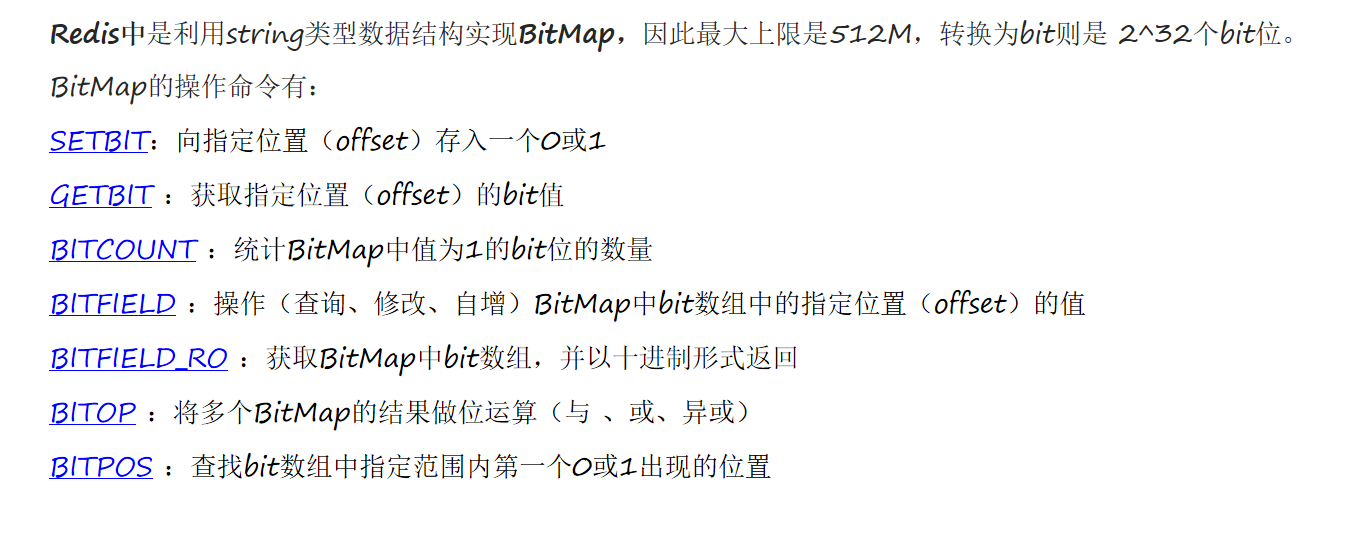 Redis中是利用string类型数据结构实现BitMap，因此最大上限是512M，转换为bit则是 2^32个bit位。
BitMap的操作命令有：
SETBIT：向指定位置（offset）存入一个0或1
GETBIT ：获取指定位置（offset）的bit值
BITCOUNT ：统计BitMap中值为1的bit位的数量
BITFIELD ：操作（查询、修改、自增）BitMap中bit数组中的指定位置（offset）的值
BITFIELD_RO ：获取BitMap中bit数组，并以十进制形式返回
BITOP ：将多个BitMap的结果做位运算（与 、或、异或）
BITPOS ：查找bit数组中指定范围内第一个0或1出现的位置